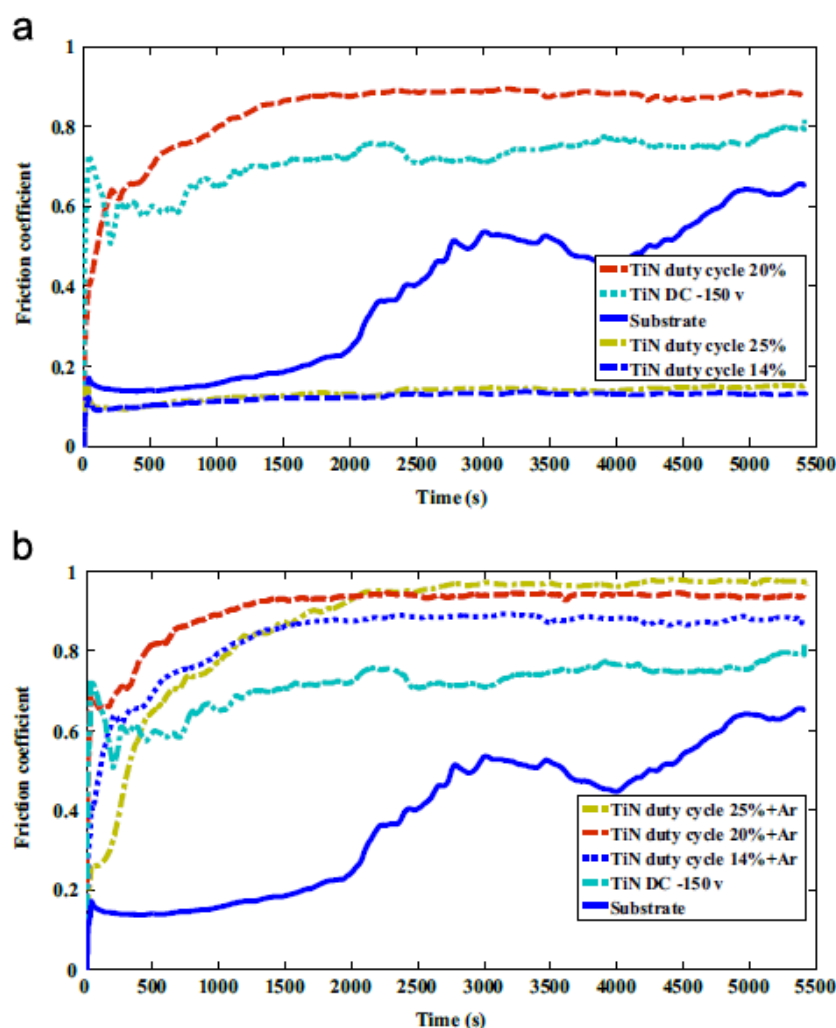 a
1
0.8
0.6
0.4
0.2
0
Friction coefficient
TiN duty cycle 20%
TiN DC -150 v
Substrate
TiN duty cycle 25%
TiN duty cycle 14%
0 500 1000 1500 2000 2500 3000 3500 4000 4500 5000 5500
Time (s)
b
1
0.8
0.6
0.4
0.2
0
Friction coefficient
TiN duty cycle 25%+Ar
TiN duty cycle 20%+Ar
TiN duty cycle 14%+Ar
TiN DC -150 v
Substrate
0 500 1000 1500 2000 2500 3000 3500 4000 4500 5000 5500
Time (s)